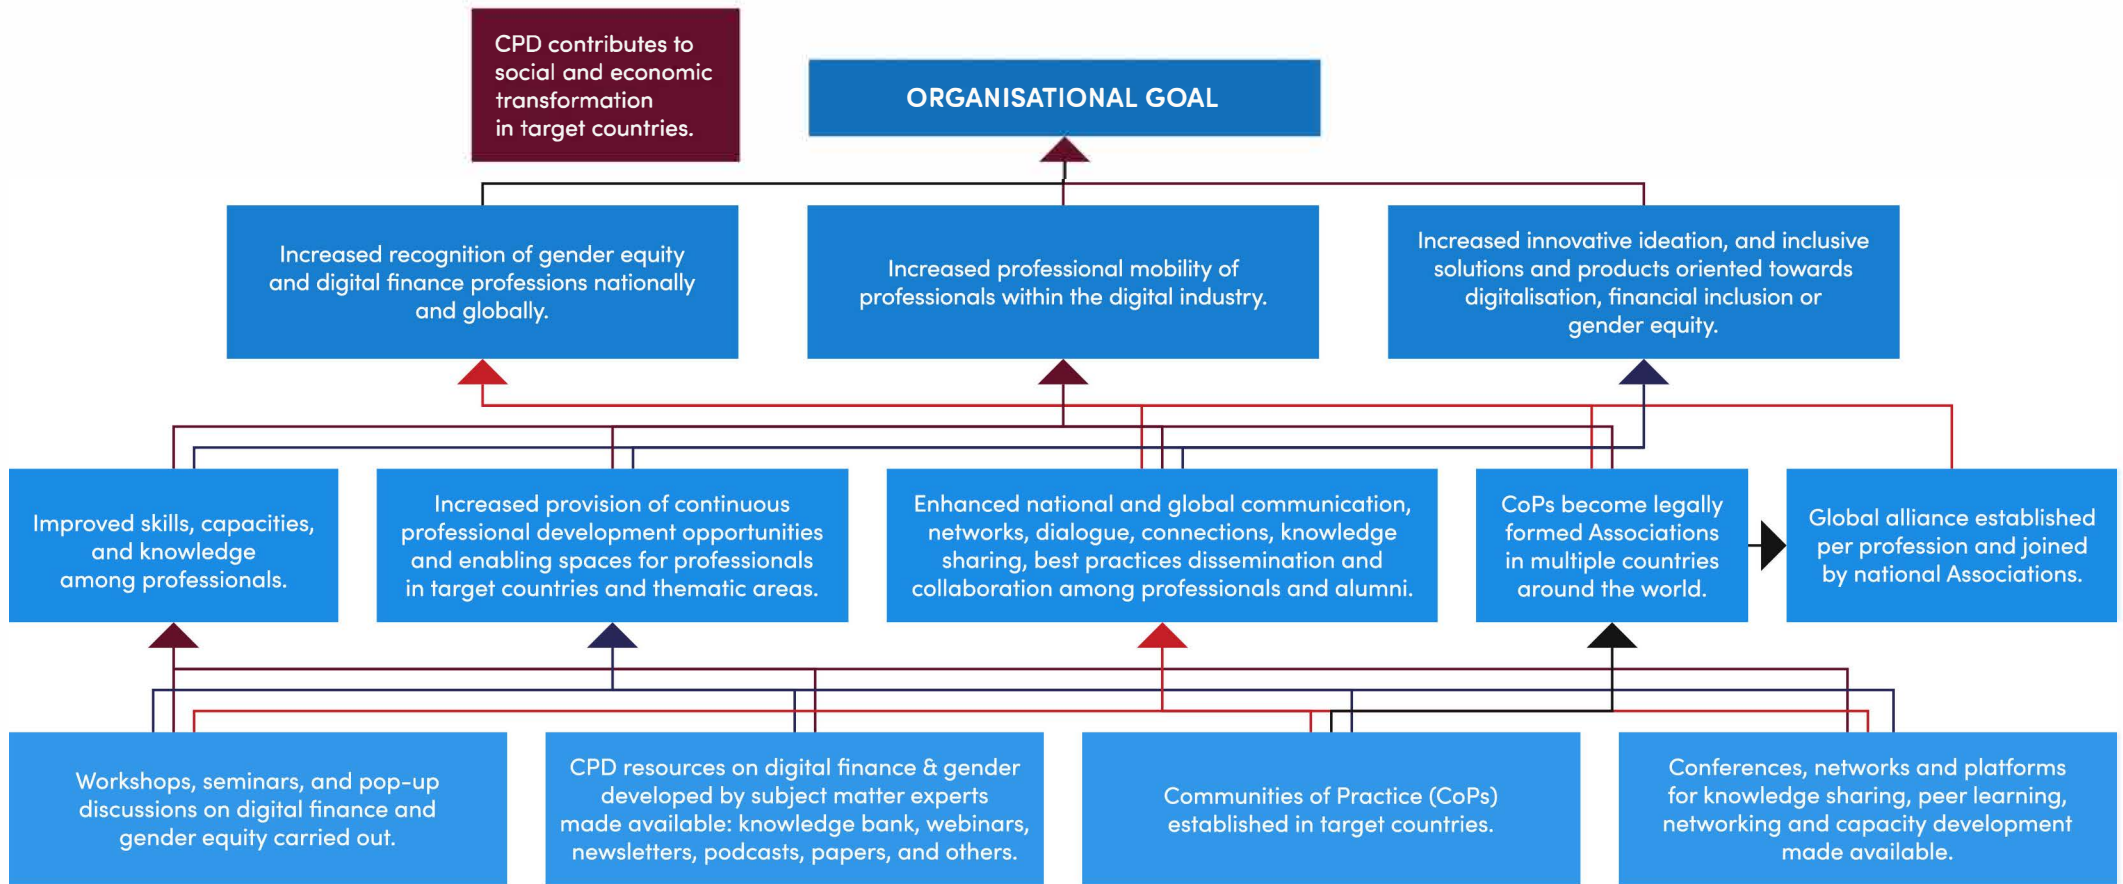 CPD contributes to
social and economic
transformation
in target countries.
ORGANISATIONAL GOAL
Increased recognition of gender equity
and digital finance professions nationally
and globally.
Increased professional mobility of
professionals within the digital industry.
Increased innovative ideation, and inclusive
solutions and products oriented towards
digitalisation, financial inclusion or
gender equity.
Improved skills, capacities,
and knowledge
among professionals.
Increased provision of continuous
professional development opportunities
and enabling spaces for professionals
in target countries and thematic areas.
Enhanced national and global communication,
networks, dialogue, connections, knowledge
sharing, best practices dissemination and
collaboration among professionals and alumni.
CoPs become legally
formed Associations
in multiple countries
around the world.
Global alliance established
per profession and joined
by national Associations.
Workshops, seminars, and pop-up
discussions on digital finance and
gender equity carried out.
CPD resources on digital finance & gender
developed by subject matter experts
made available: knowledge bank, webinars,
newsletters, podcasts, papers, and others.
Communities of Practice (CoPs)
established in target countries.
Conferences, networks and platforms
for knowledge sharing, peer learning,
networking and capacity development
made available.